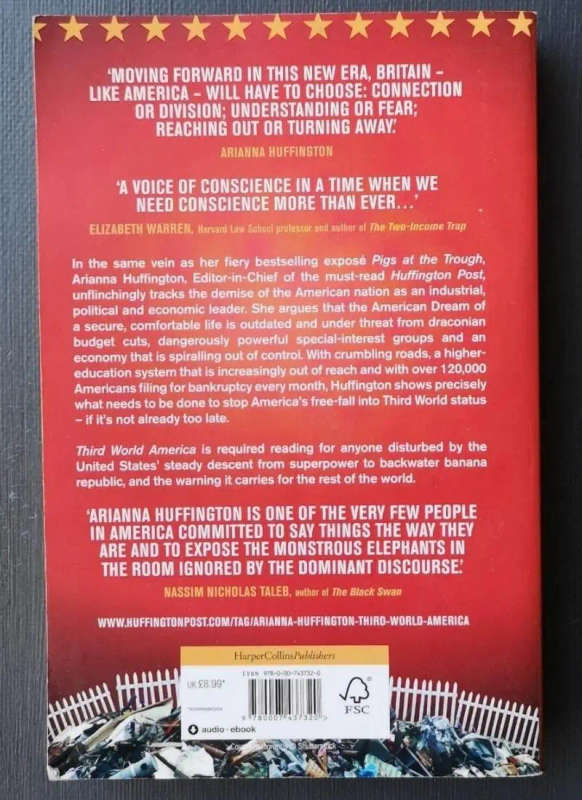 ‘MOVING FORWARD IN THIS NEW ERA, BRITAIN –
LIKE AMERICA – WILL HAVE TO CHOOSE: CONNECTION
OR DIVISION; UNDERSTANDING OR FEAR;
REACHING OUT OR TURNING AWAY.’
ARIANNA HUFFINGTON
‘A VOICE OF CONSCIENCE IN A TIME WHEN WE
NEED CONSCIENCE MORE THAN EVER...’
ELIZABETH WARREN, Harvard Law School professor and author of The Two-Income Trap
In the same vein as her fiery bestselling exposé Pigs at the Trough,
Arianna Huffington, Editor-in-Chief of the must-read Huffington Post,
unflinchingly tracks the demise of the American nation as an industrial,
political and economic leader. She argues that the American Dream of
a secure, comfortable life is outdated and under threat from draconian
budget cuts, dangerously powerful special-interest groups and an
economy that is spiralling out of control. With crumbling roads, a higher-
education system that is increasingly out of reach and with over 120,000
Americans filing for bankruptcy every month, Huffington shows precisely
what needs to be done to stop America's free-fall into Third World status
– if it's not already too late.
Third World America is required reading for anyone disturbed by the
United States' steady descent from superpower to backwater banana
republic, and the warning it carries for the rest of the world.
‘ARIANNA HUFFINGTON IS ONE OF THE VERY FEW PEOPLE
IN AMERICA COMMITTED TO SAY THINGS THE WAY THEY
ARE AND TO EXPOSE THE MONSTROUS ELEPHANTS IN
THE ROOM IGNORED BY THE DOMINANT DISCOURSE.’
NASSIM NICHOLAS TALEB, author of The Black Swan
WWW.HUFFINGTONPOST.COM/TAG/ARIANNA-HUFFINGTON-THIRD-WORLD-AMERICA
HarperCollinsPublishers
ISBN 978-0-00-743732-0
UK £8.99*
9 780007 437320
FSC
audio · ebook
© Shutterstock